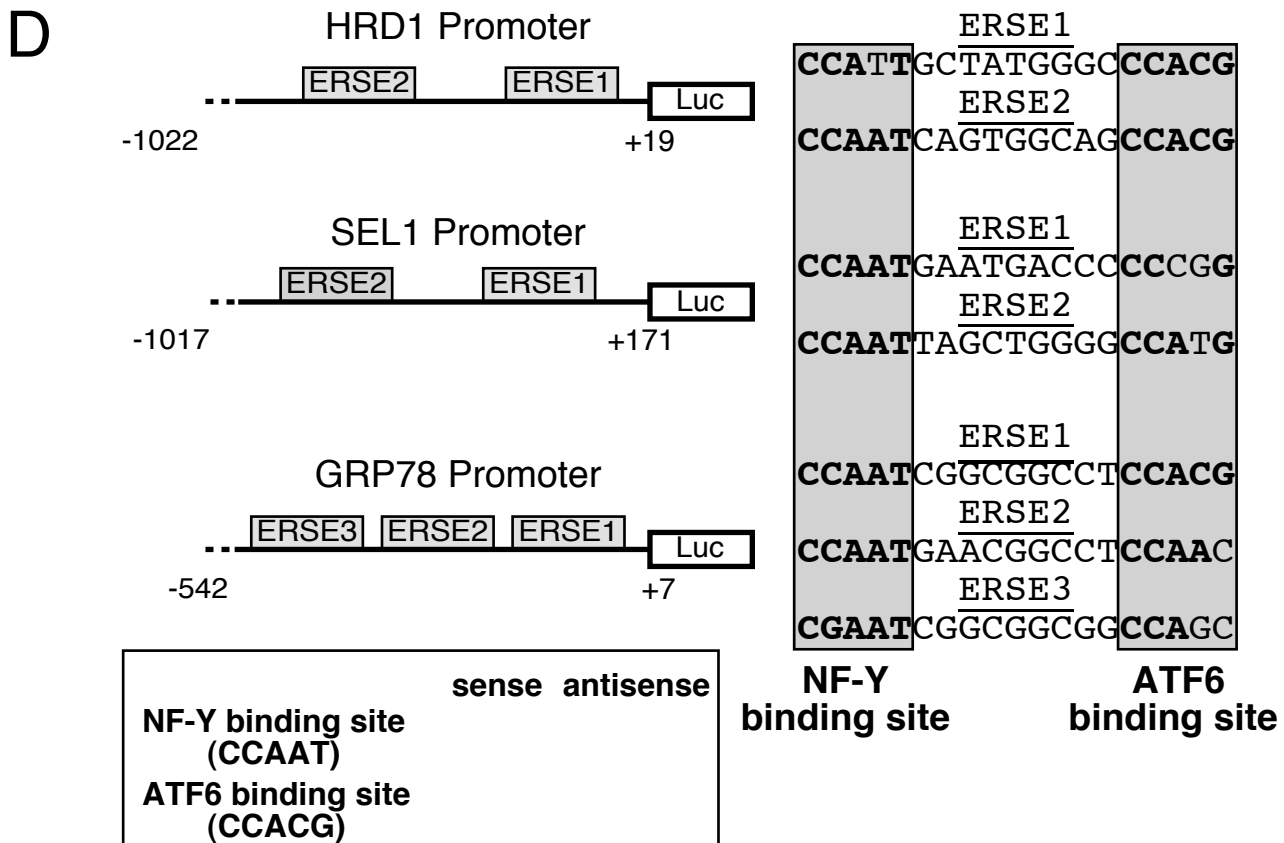 D
HRD1 Promoter
ERSE2
ERSE1
Luc
-1022
+19
ERSE1
CCATTGCTATGGGCCCACG
ERSE2
CCAATCAGTGGCAGCCACG
SEL1 Promoter
ERSE2
ERSE1
Luc
-1017
+171
ERSE1
CCAATGAATGACCCCCCGG
ERSE2
CCAATTAGCTGGGGCCATG
GRP78 Promoter
ERSE3
ERSE2
ERSE1
Luc
-542
+7
ERSE1
CCAATCGGCGGCCTCCACG
ERSE2
CCAATGAACGGCCTCCAAC
ERSE3
CGAATCGGCGGCGGCCAGC
NF-Y
binding site
ATF6
binding site
sense antisense
NF-Y binding site
(CCAAT)
ATF6 binding site
(CCACG)